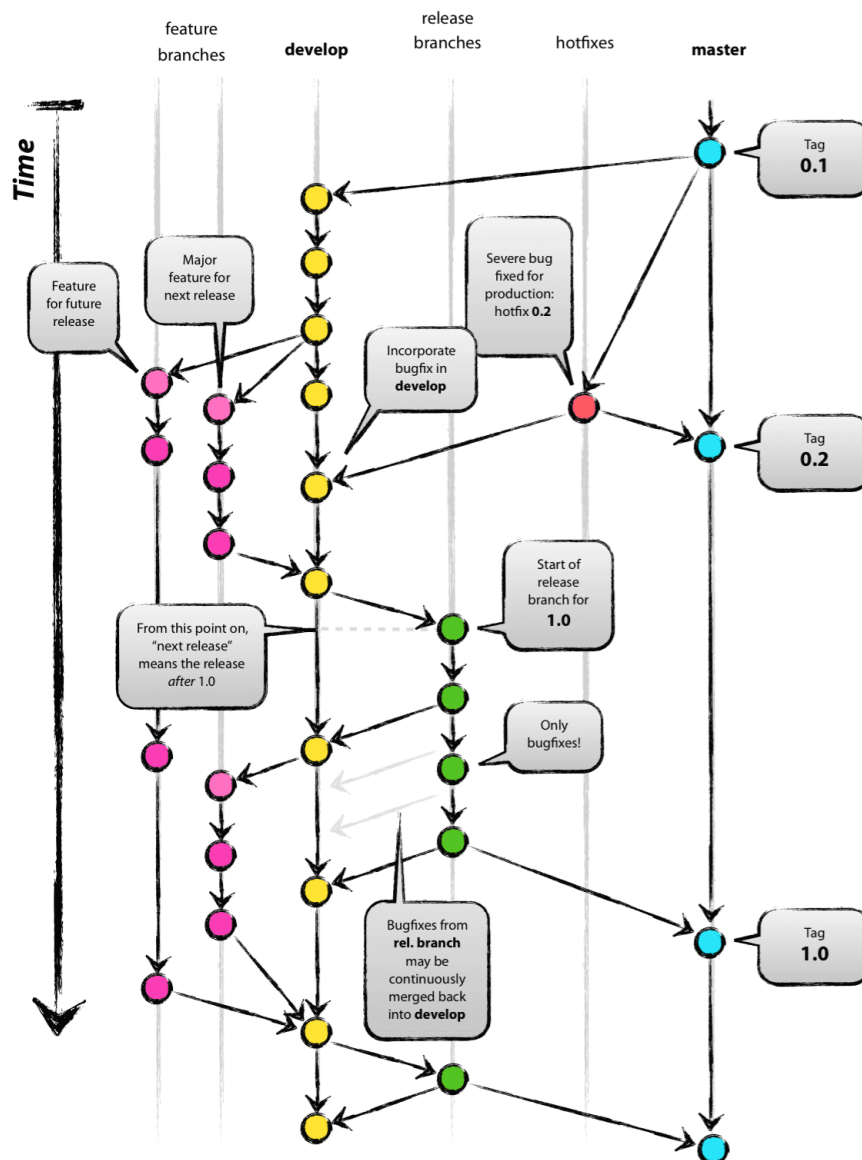 feature
branches
develop
release
branches
hotfixes
master
Time
Tag
0.1
Feature
for future
release
Major
feature for
next release
Severe bug
fixed for
production:
hotfix 0.2
Incorporate
bugfix in
develop
Tag
0.2
Start of
release
branch for
1.0
From this point on,
“next release”
means the release
after 1.0
Only
bugfixes!
Bugfixes from
rel. branch
may be
continuously
merged back
into develop
Tag
1.0